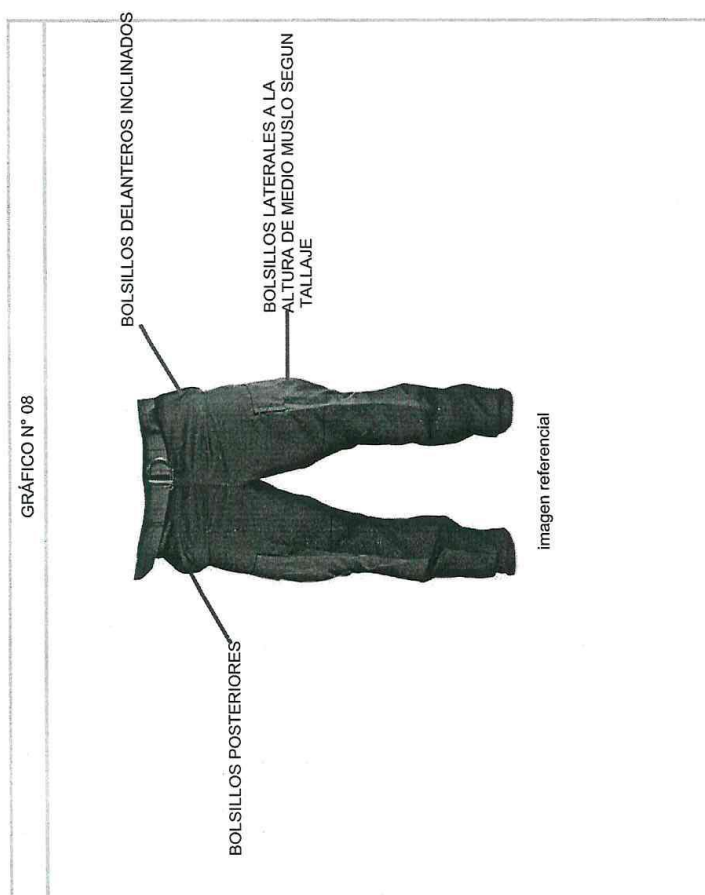 GRÁFICO N° 08
BOLSILLOS DELANTEROS INCLINADOS
BOLSILLOS LATERALES A LA
ALTURA DE MEDIO MUSLO SEGUN
TALLAJE
BOLSILLOS POSTERIORES
imagen referencial